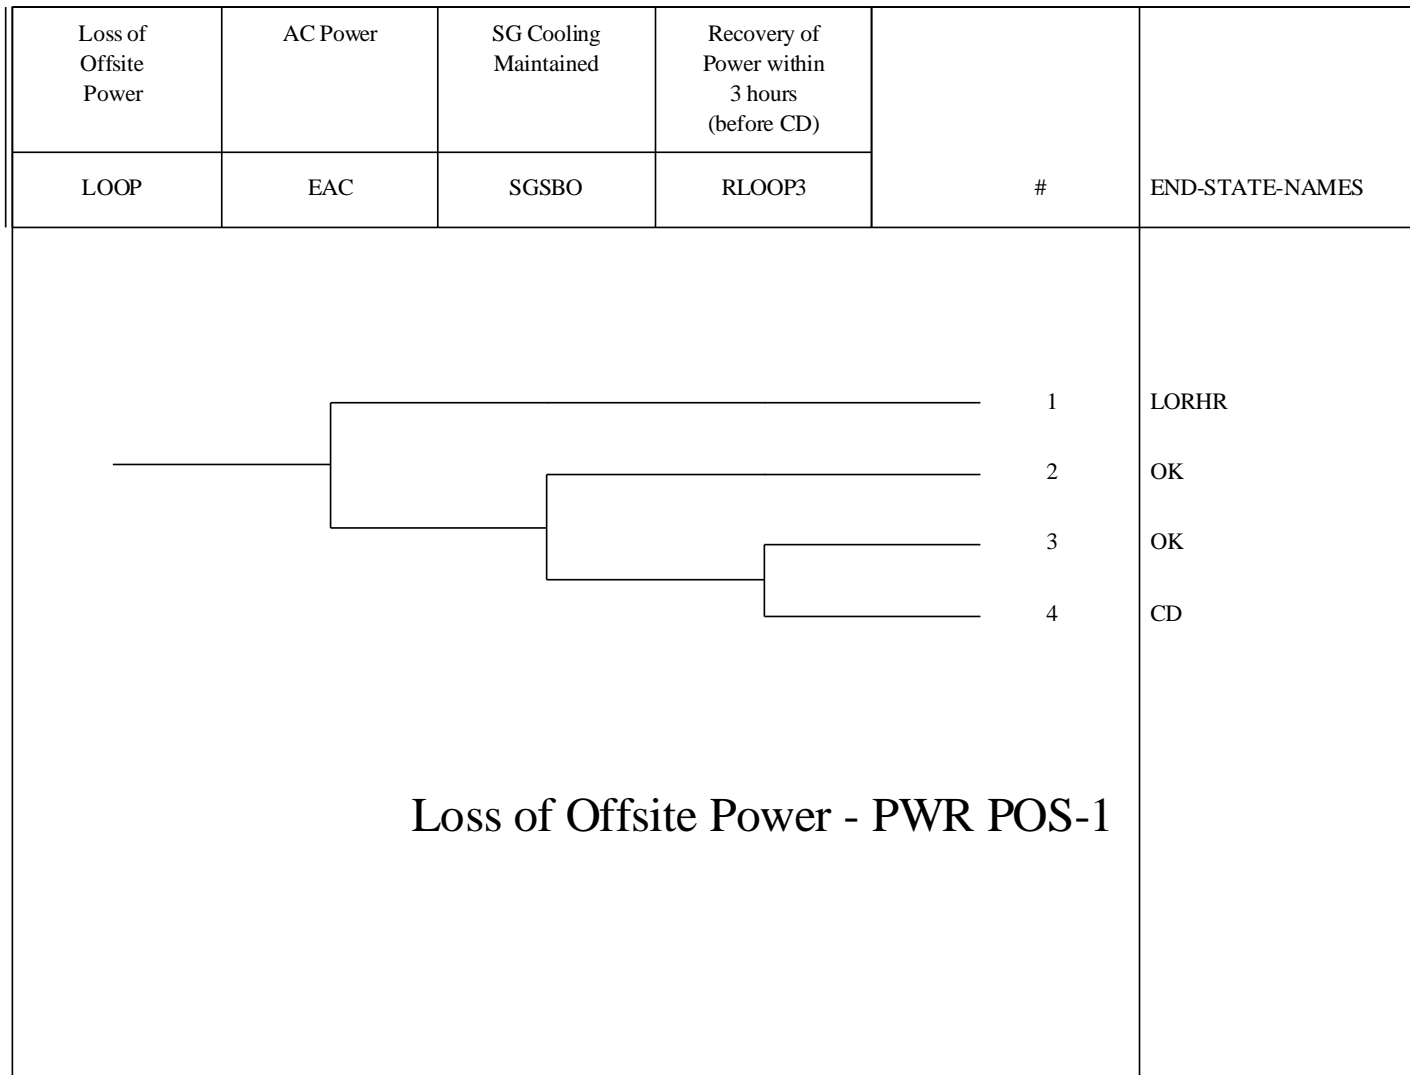 Loss of
Offsite
Power
AC Power
SG Cooling
Maintained
Recovery of
Power within
3 hours
(before CD)
LOOP
EAC
SGSBO
RLOOP3
#
END-STATE-NAMES
1 LORHR
2 OK
3 OK
4 CD
Loss of Offsite Power - PWR POS-1